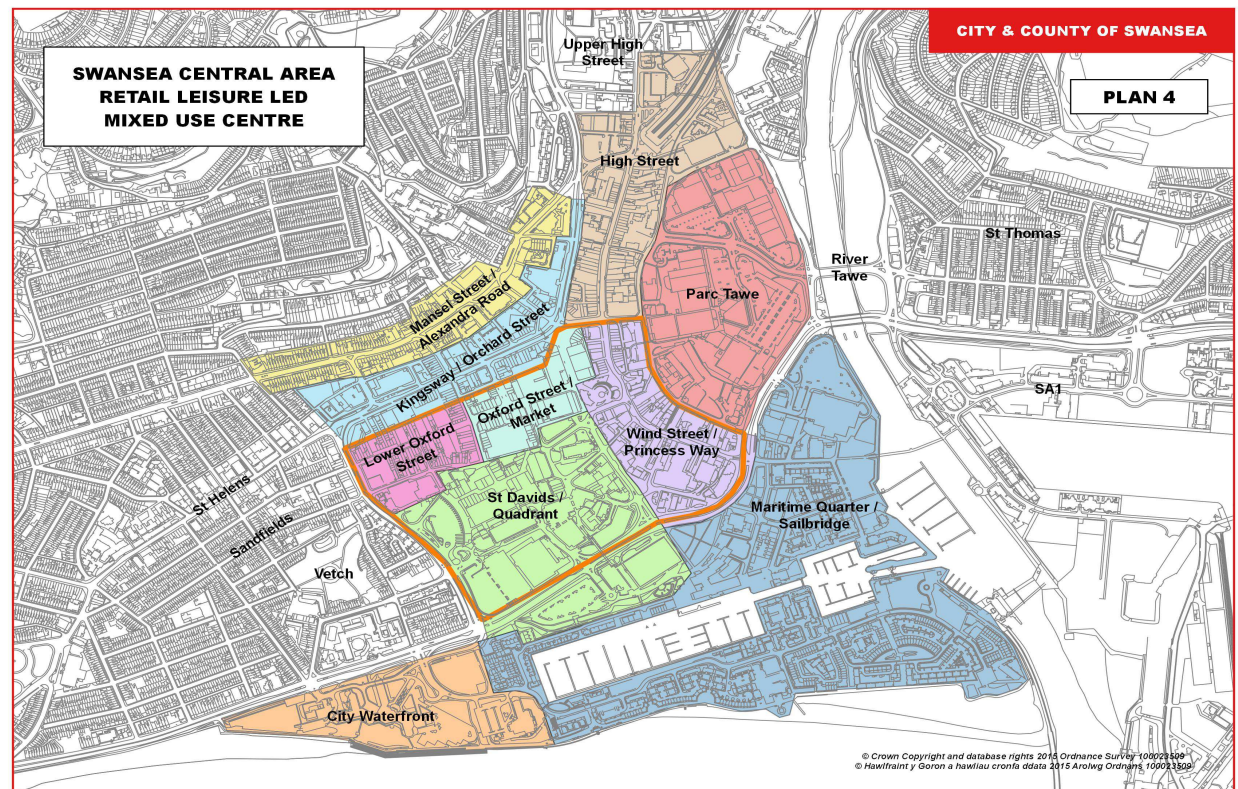 CITY & COUNTY OF SWANSEA
SWANSEA CENTRAL AREA
RETAIL LEISURE LED
MIXED USE CENTRE
PLAN 4
Upper High
Street
High Street
St Thomas
River
Tawe
Parc Tawe
Mansel Street /
Alexandra Road
Kingsway / Orchard Street
SA1
Oxford Street /
Market
Lower Oxford
Street
Wind Street /
Princess Way
St Helens
St Davids /
Quadrant
Maritime Quarter /
Sailbridge
Sandfields
Vetch
City Waterfront
© Crown Copyright and database rights 2015 Ordnance Survey 100023509
© Hawlfraint y Goron a hawliau cronfa ddata 2015 Arolwg Ordnans 100023509